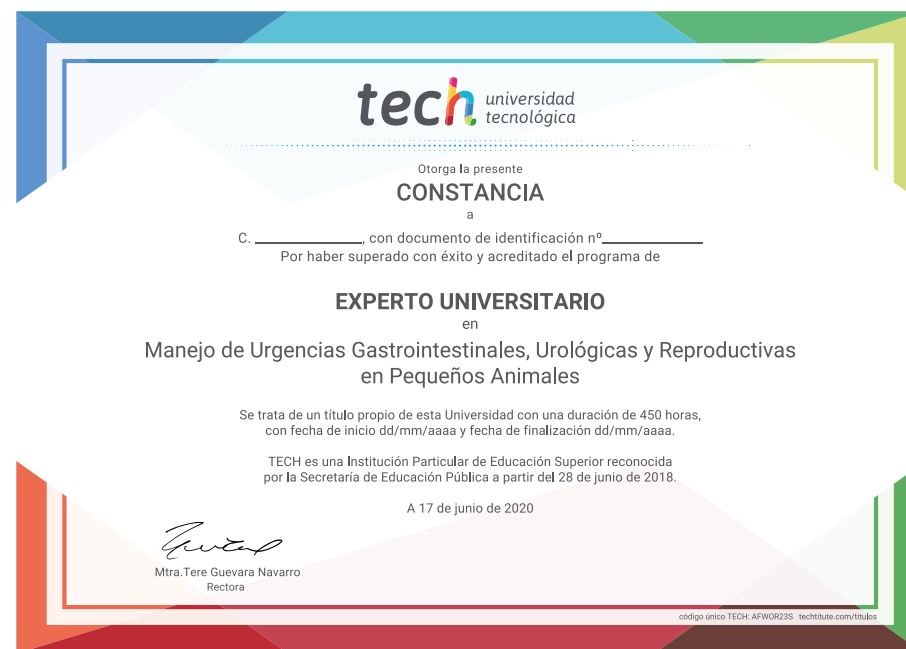 tech universidad
tecnológica
Otorga la presente
CONSTANCIA
a
C. ____________, con documento de identificación nº____________
Por haber superado con éxito y acreditado el programa de
EXPERTO UNIVERSITARIO
en
Manejo de Urgencias Gastrointestinales, Urológicas y Reproductivas
en Pequeños Animales
Se trata de un título propio de esta Universidad con una duración de 450 horas,
con fecha de inicio dd/mm/aaaa y fecha de finalización dd/mm/aaaa.
TECH es una Institución Particular de Educación Superior reconocida
por la Secretaría de Educación Pública a partir del 28 de junio de 2018.
A 17 de junio de 2020
Mtra.Tere Guevara Navarro
Rectora
código único TECH: AFWOR23S techtitute.com/titulos